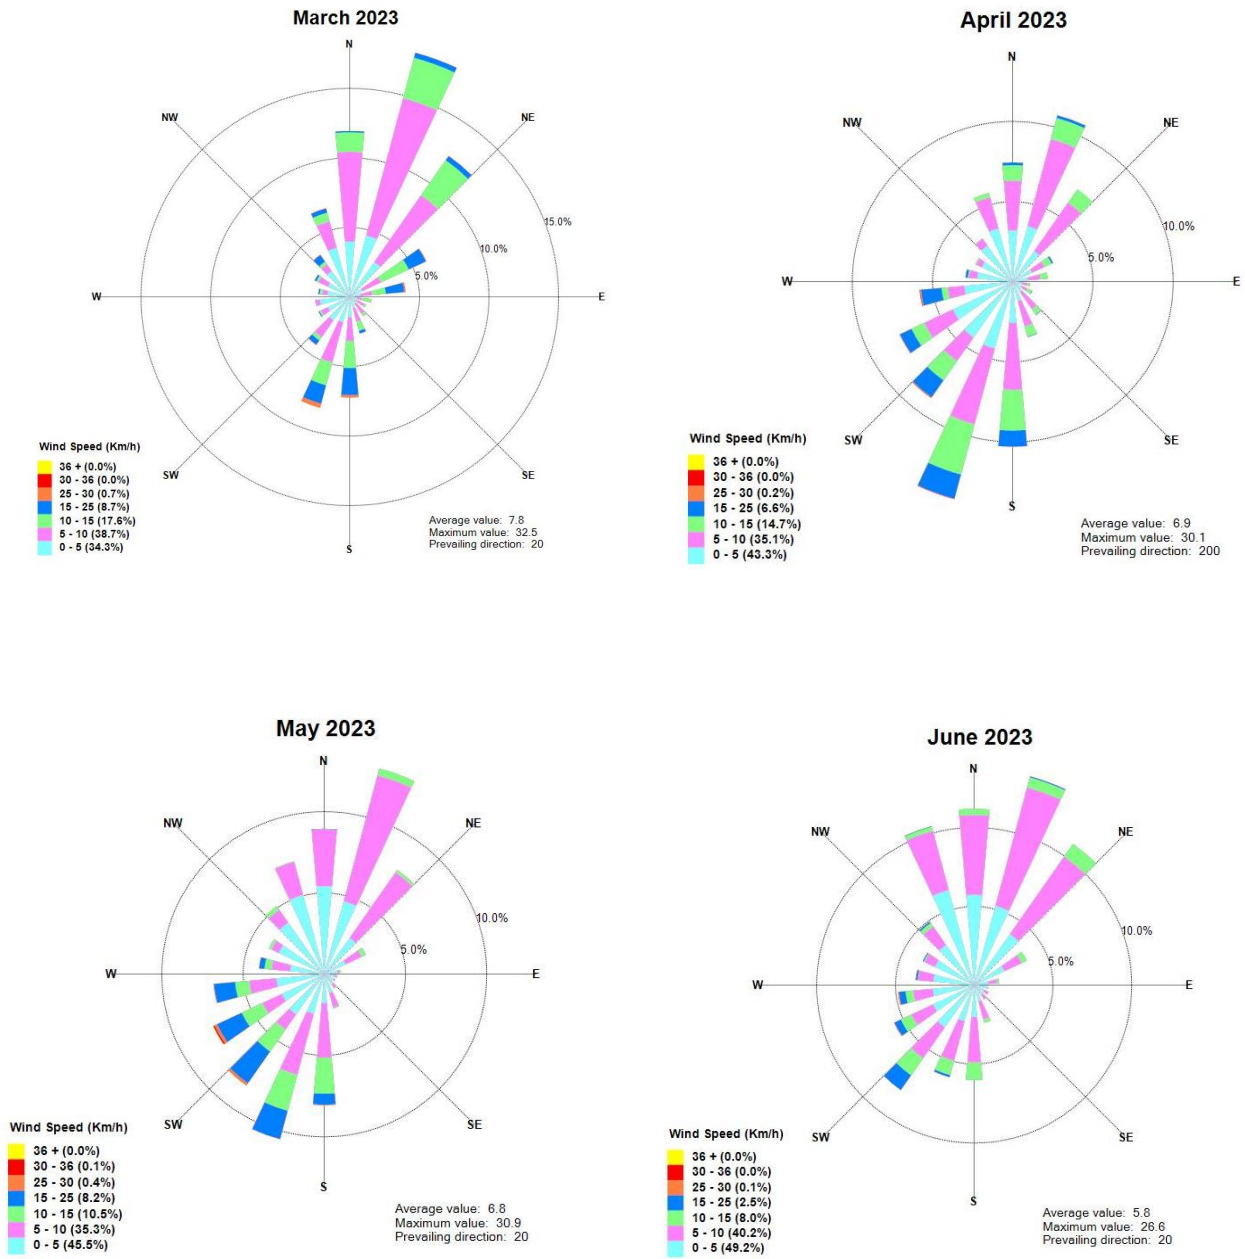 March 2023
N
NW
NE
15.0%
10.0%
5.0%
W
E
SW
SE
S
Wind Speed (Km/h)
36 + (0.0%)
30 - 36 (0.0%)
25 - 30 (0.7%)
15 - 25 (8.7%)
10 - 15 (17.6%)
5 - 10 (38.7%)
0 - 5 (34.3%)
Average value: 7.8
Maximum value: 32.5
Prevailing direction: 20
April 2023
N
NW
NE
10.0%
5.0%
W
E
SW
SE
S
Wind Speed (Km/h)
36 + (0.0%)
30 - 36 (0.0%)
25 - 30 (0.2%)
15 - 25 (6.6%)
10 - 15 (14.7%)
5 - 10 (35.1%)
0 - 5 (43.3%)
Average value: 6.9
Maximum value: 30.1
Prevailing direction: 200
May 2023
N
NW
NE
10.0%
5.0%
W
E
SW
SE
S
Wind Speed (Km/h)
36 + (0.0%)
30 - 36 (0.1%)
25 - 30 (0.4%)
15 - 25 (8.2%)
10 - 15 (10.5%)
5 - 10 (35.3%)
0 - 5 (45.5%)
Average value: 6.8
Maximum value: 30.9
Prevailing direction: 20
June 2023
N
NW
NE
10.0%
5.0%
W
E
SW
SE
S
Wind Speed (Km/h)
36 + (0.0%)
30 - 36 (0.0%)
25 - 30 (0.1%)
15 - 25 (2.5%)
10 - 15 (8.0%)
5 - 10 (40.2%)
0 - 5 (49.2%)
Average value: 5.8
Maximum value: 26.6
Prevailing direction: 20